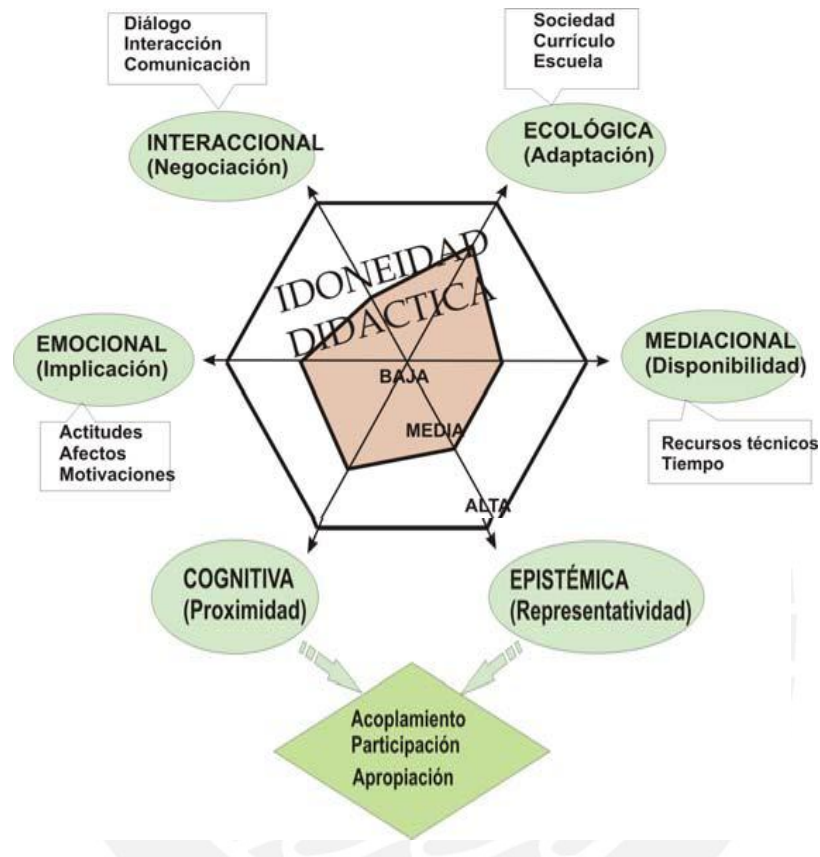 Diálogo
Interacción
Comunicaciòn
Sociedad
Currículo
Escuela
INTERACCIONAL
(Negociación)
ECOLÓGICA
(Adaptación)
IDONEIDAD
DIDACTICA
EMOCIONAL
(Implicación)
MEDIACIONAL
(Disponibilidad)
BAJA
MEDIA
ALTA
Actitudes
Afectos
Motivaciones
Recursos técnicos
Tiempo
COGNITIVA
(Proximidad)
EPISTÉMICA
(Representatividad)
Acoplamiento
Participación
Apropiación